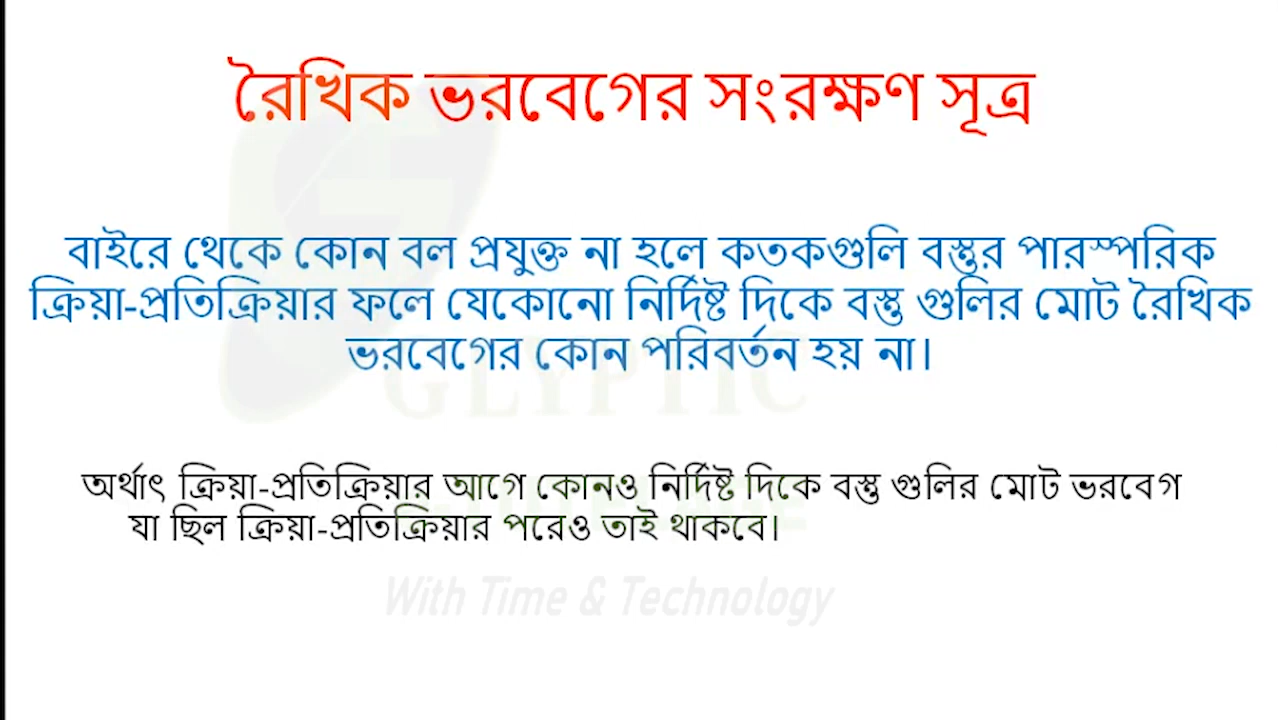 রৈখিক ভরবেগের সংরক্ষণ সূত্র
বাইরে থেকে কোন বল প্রযুক্ত না হলে কতকগুলি বস্তুর পারস্পরিক
ক্রিয়া-প্রতিক্রিয়ার ফলে যেকোনো নির্দিষ্ট দিকে বস্তু গুলির মোট রৈখিক
ভরবেগের কোন পরিবর্তন হয় না।
GLYPTIC
অর্থাৎ ক্রিয়া-প্রতিক্রিয়ার আগে কোনও নির্দিষ্ট দিকে বস্তু গুলির মোট ভরবেগ
যা ছিল ক্রিয়া-প্রতিক্রিয়ার পরেও তাই থাকবে।
With Time & Technology